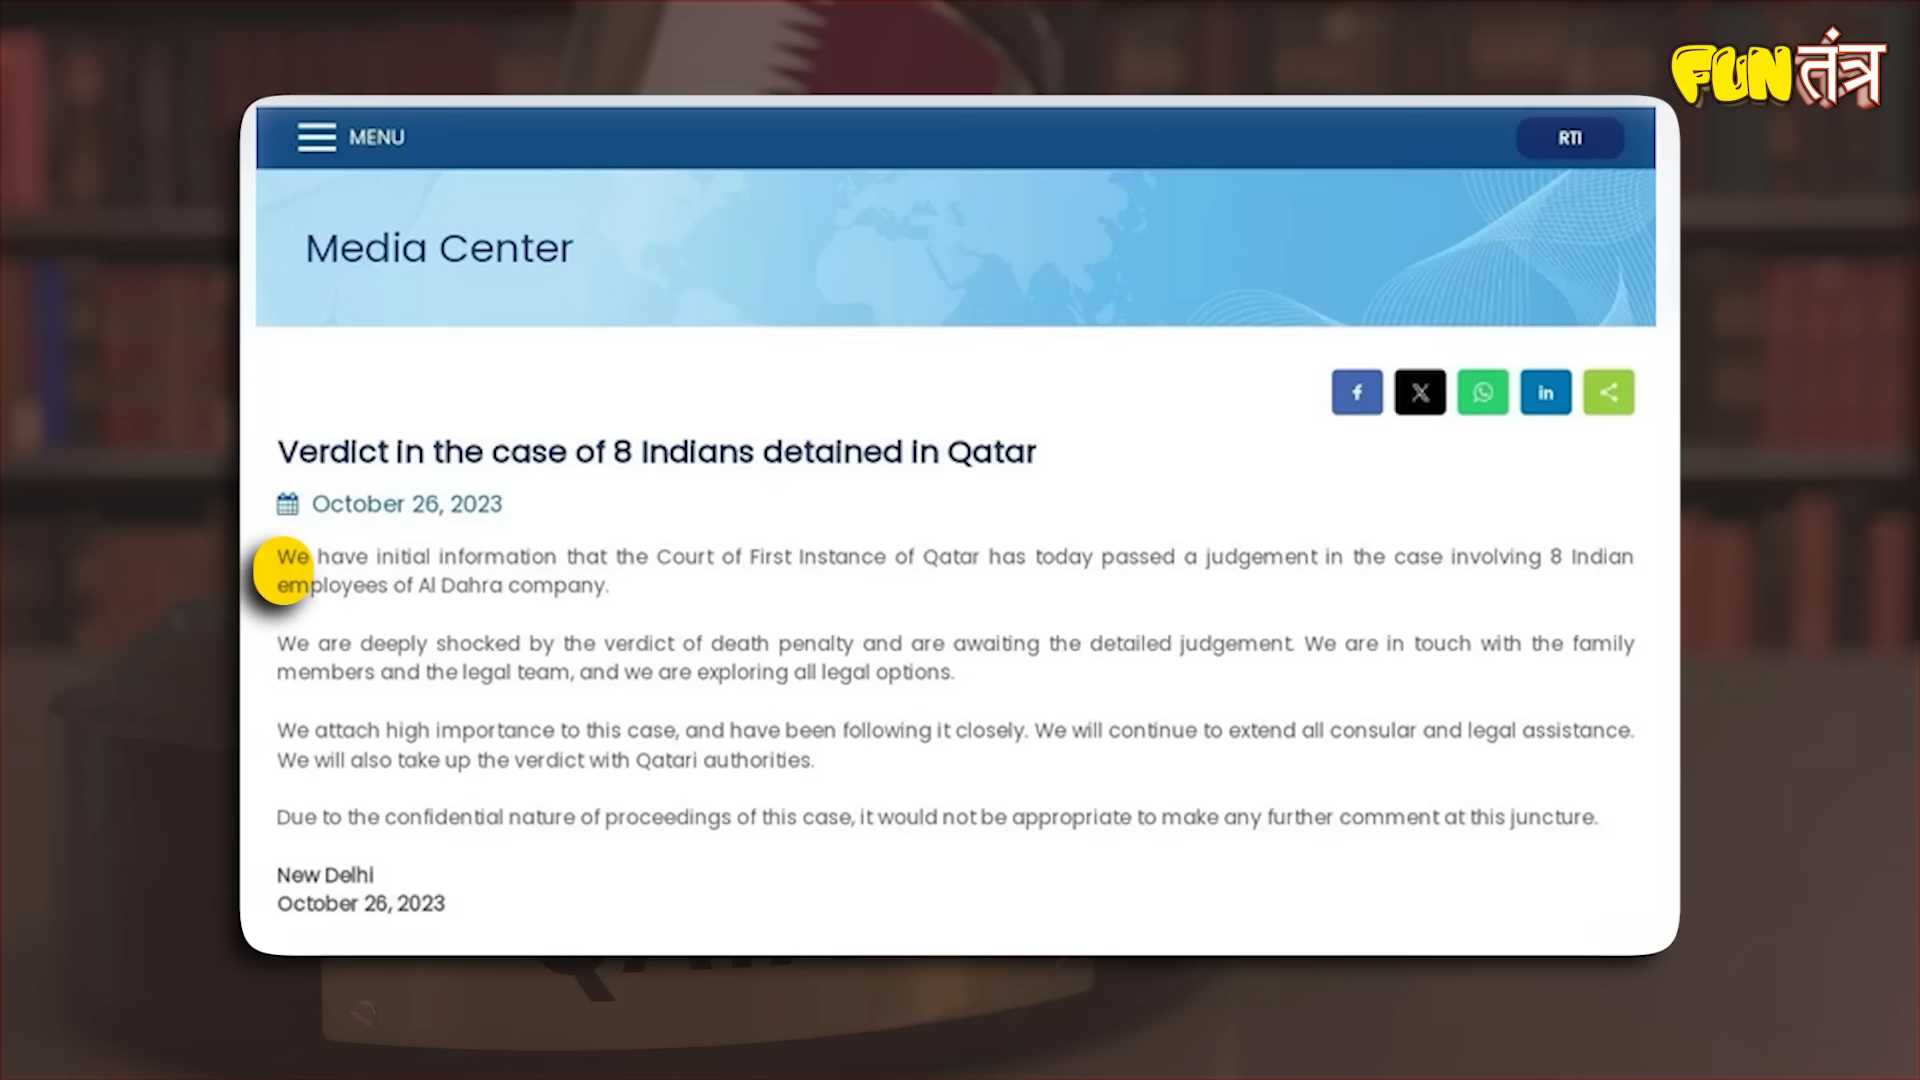 FUNतंत्र
MENU
RTI
Media Center
Verdict in the case of 8 Indians detained in Qatar
October 26, 2023
We have initial information that the Court of First Instance of Qatar has today passed a judgement in the case involving 8 Indian
employees of Al Dahra company.
We are deeply shocked by the verdict of death penalty and are awaiting the detailed judgement. We are in touch with the family
members and the legal team, and we are exploring all legal options.
We attach high importance to this case, and have been following it closely. We will continue to extend all consular and legal assistance.
We will also take up the verdict with Qatari authorities.
Due to the confidential nature of proceedings of this case, it would not be appropriate to make any further comment at this juncture.
New Delhi
October 26, 2023